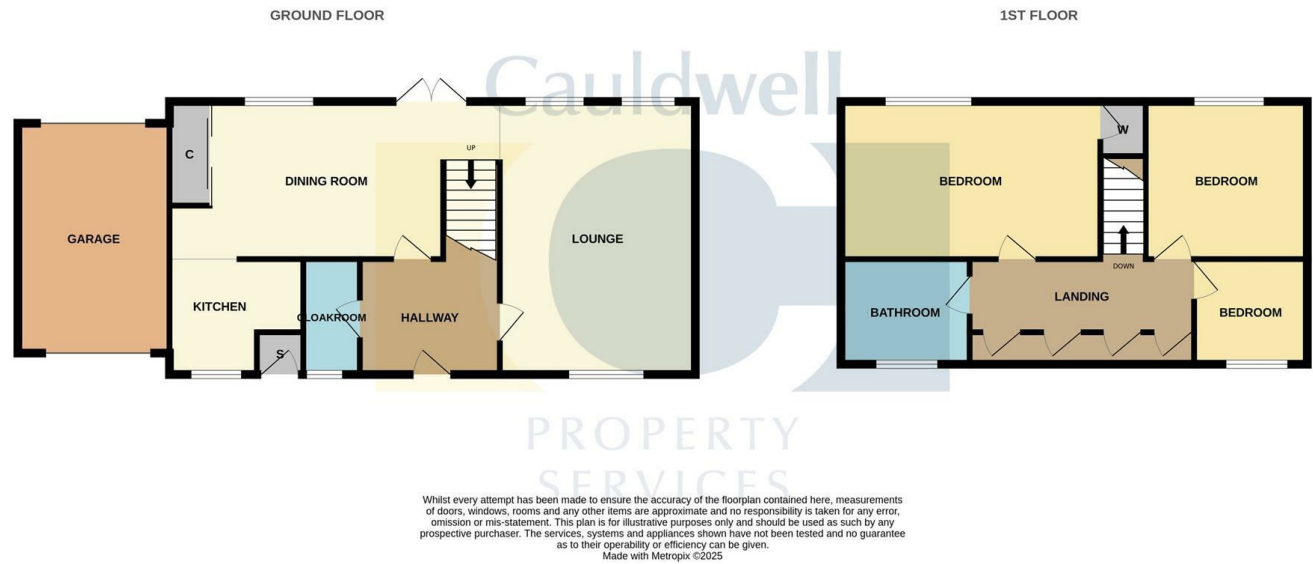 GROUND FLOOR
1ST FLOOR
Cauldwell
C
UP
W
DINING ROOM
BEDROOM
BEDROOM
GARAGE
LOUNGE
DOWN
KITCHEN
CLOAKROOM
HALLWAY
LANDING
BATHROOM
BEDROOM
S
PROPERTY
SERVICES
Whilst every attempt has been made to ensure the accuracy of the floorplan contained here, measurements
of doors, windows, rooms and any other items are approximate and no responsibility is taken for any error,
omission or mis-statement. This plan is for illustrative purposes only and should be used as such by any
prospective purchaser. The services, systems and appliances shown have not been tested and no guarantee
as to their operability or efficiency can be given.
Made with Metropix ©2025